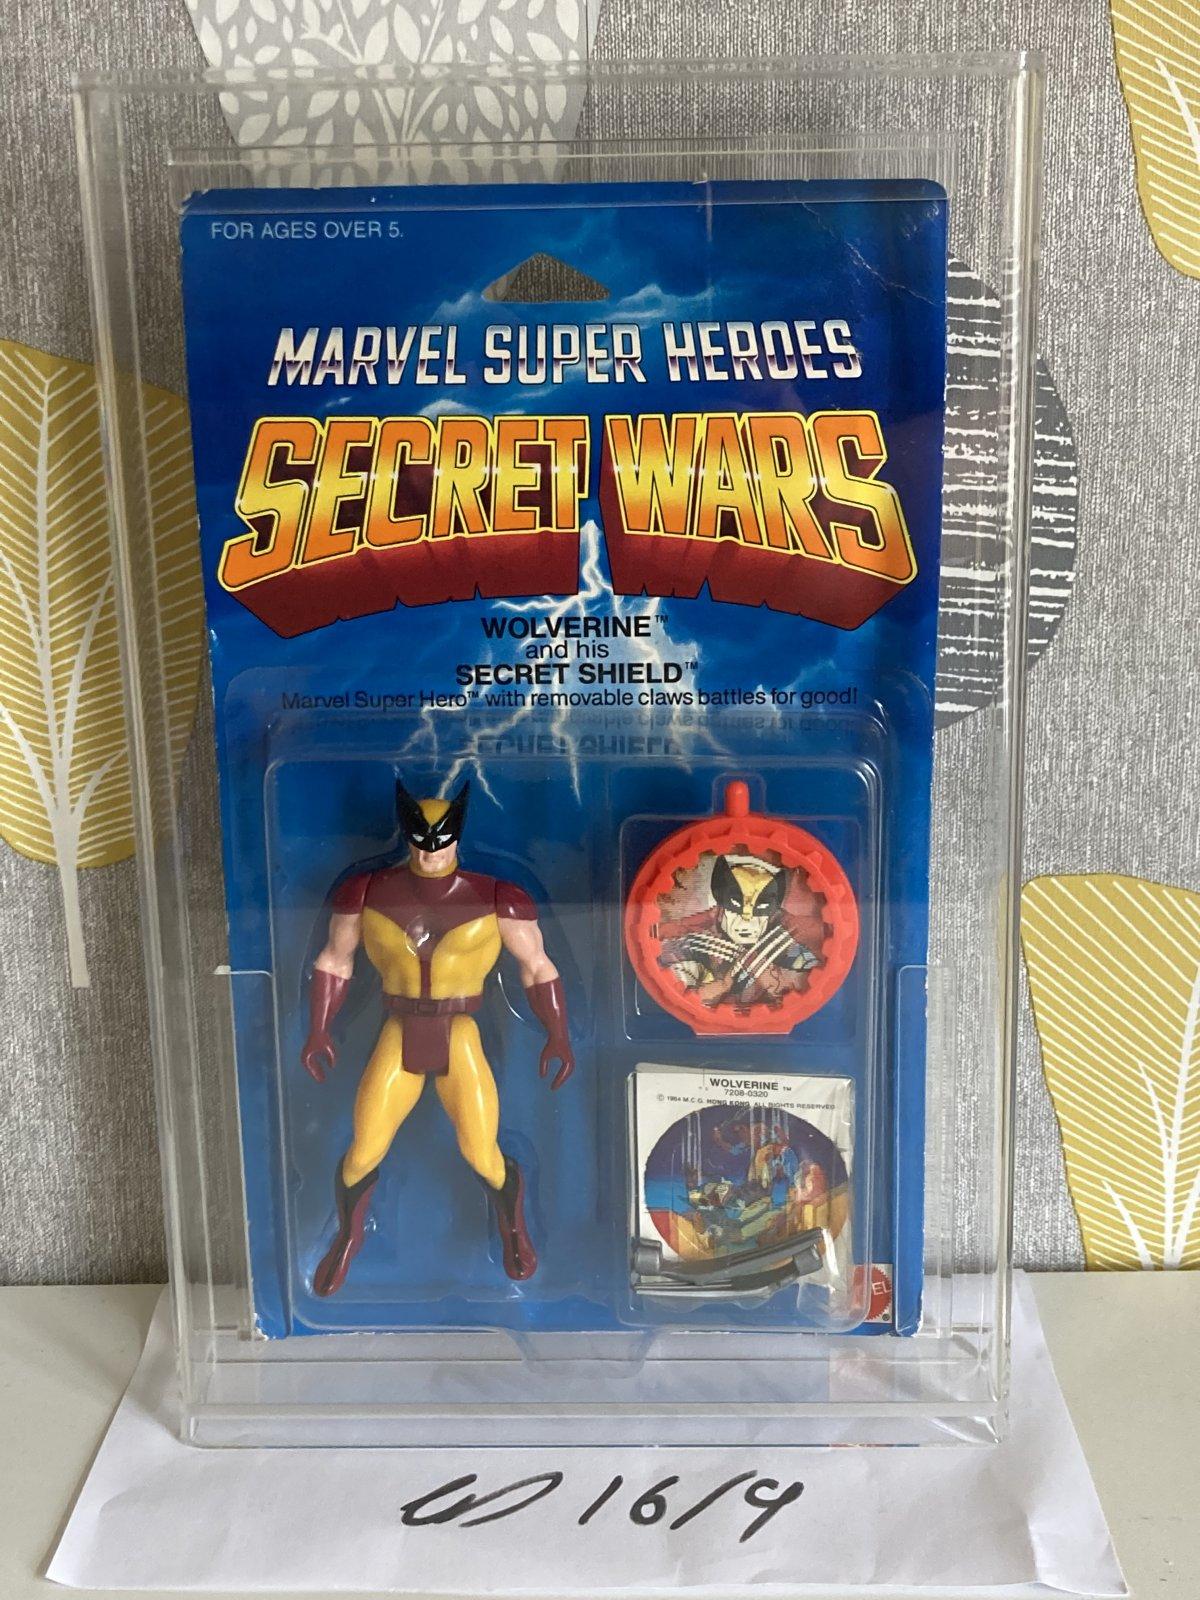 FOR AGES OVER 5.
MARVEL SUPER HEROES
SECRET WARS
WOLVERINE™
and his
SECRET SHIELD™
Marvel Super Hero™ with removable claws battles for good!
WOLVERINE ™
7208-0320
© 1984 M.C.G. HONG KONG ALL RIGHTS RESERVED
16/9